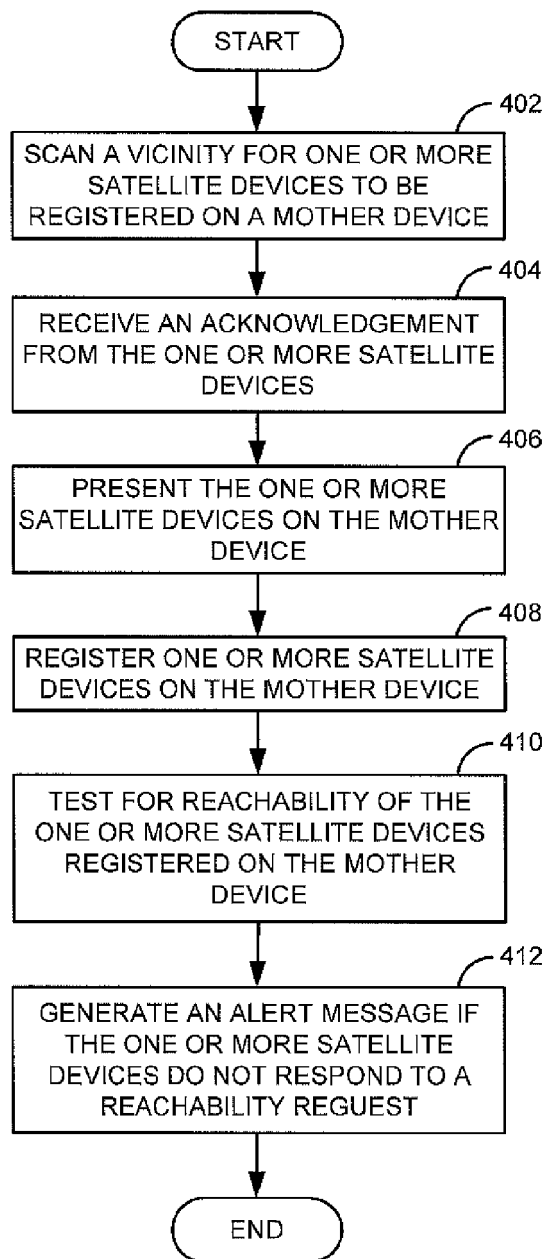 START
402
SCAN A VICINITY FOR ONE OR MORE
SATELLITE DEVICES TO BE
REGISTERED ON A MOTHER DEVICE
404
RECEIVE AN ACKNOWLEDGEMENT
FROM THE ONE OR MORE SATELLITE
DEVICES
406
PRESENT THE ONE OR MORE
SATELLITE DEVICES ON THE MOTHER
DEVICE
408
REGISTER ONE OR MORE SATELLITE
DEVICES ON THE MOTHER DEVICE
410
TEST FOR REACHABILITY OF THE
ONE OR MORE SATELLITE DEVICES
REGISTERED ON THE MOTHER
DEVICE
412
GENERATE AN ALERT MESSAGE IF
THE ONE OR MORE SATELLITE
DEVICES DO NOT RESPOND TO A
REACHABILITY REGUEST
END